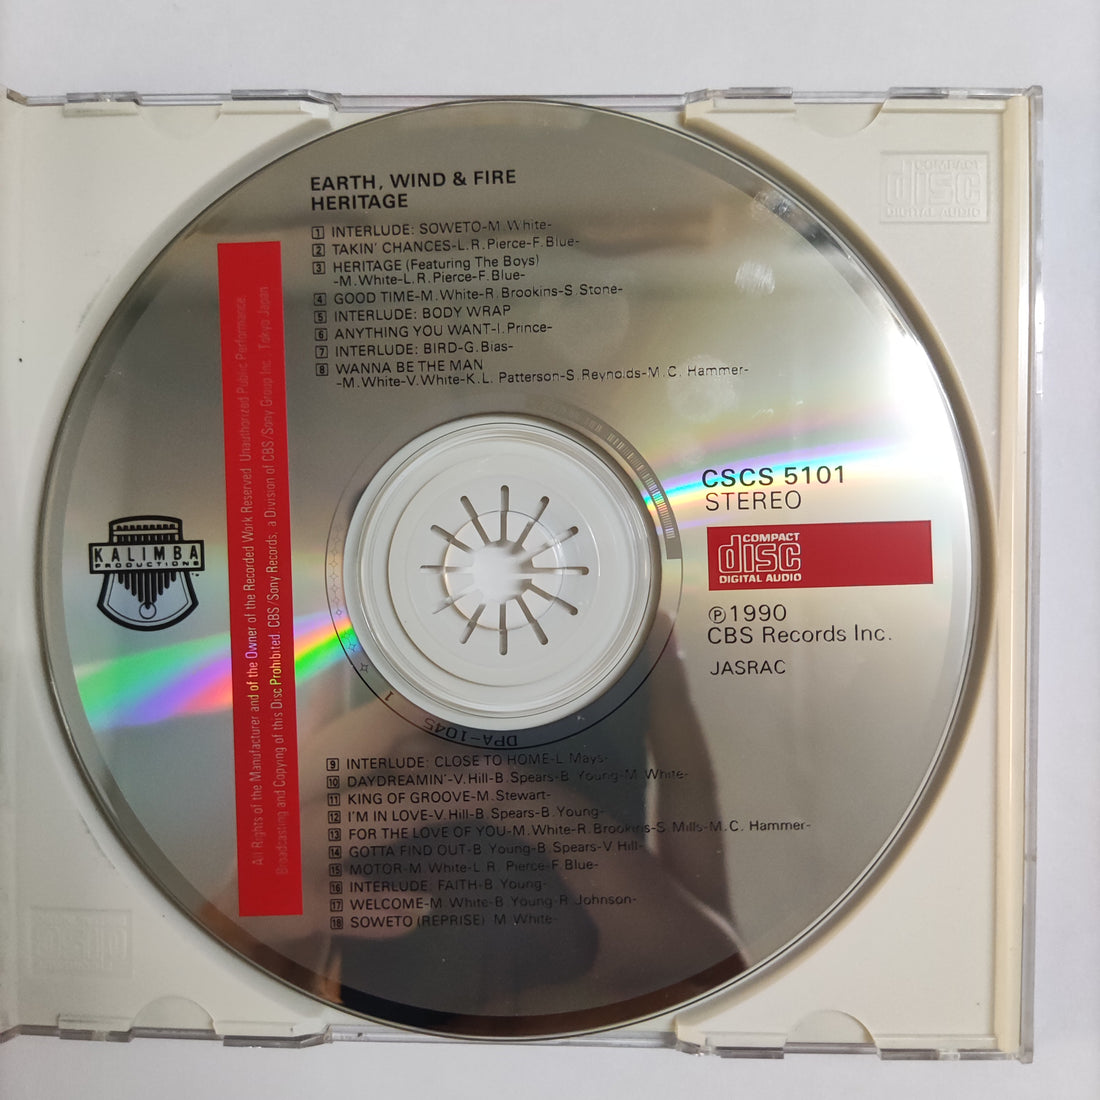 EARTH, WIND & FIRE
HERITAGE
1 INTERLUDE: SOWETO-M. White-
2 TAKIN' CHANCES-L.R. Pierce-F. Blue-
3 HERITAGE (Featuring The Boys)
-M. White-L.R. Pierce-F. Blue-
4 GOOD TIME-M. White-R. Brookins-S. Stone-
5 INTERLUDE: BODY WRAP
6 ANYTHING YOU WANT-I. Prince-
7 INTERLUDE: BIRD-G. Bias-
8 WANNA BE THE MAN
-M. White-V. White-K.L. Patterson-S. Reynolds-M.C. Hammer-
CSCS 5101
STEREO
COMPACT
disc
DIGITAL AUDIO
Ⓟ1990
CBS Records Inc.
JASRAC
KALIMBA
PRODUCTIONS
TM
All Rights of the Manufacturer and of the Owner of the Recorded Work Reserved. Unauthorized Public Performance,
Broadcasting and Copying of this Disc Prohibited. CBS/Sony Records, a Division of CBS/Sony Group Inc., Tokyo Japan
DPA-1045 1
9 INTERLUDE: CLOSE TO HOME-L. Mays-
10 DAYDREAMIN'-V. Hill-B. Spears-B. Young-M. White-
11 KING OF GROOVE-M. Stewart-
12 I'M IN LOVE-V. Hill-B. Spears-B. Young-
13 FOR THE LOVE OF YOU-M. White-R. Brookins-S. Mills-M.C. Hammer-
14 GOTTA FIND OUT-B. Young-B. Spears-V. Hill-
15 MOTOR-M. White-L.R. Pierce-F. Blue-
16 INTERLUDE: FAITH-B. Young-
17 WELCOME-M. White-B. Young-R. Johnson-
18 SOWETO (REPRISE)-M. White-
COMPACT
disc
DIGITAL AUDIO